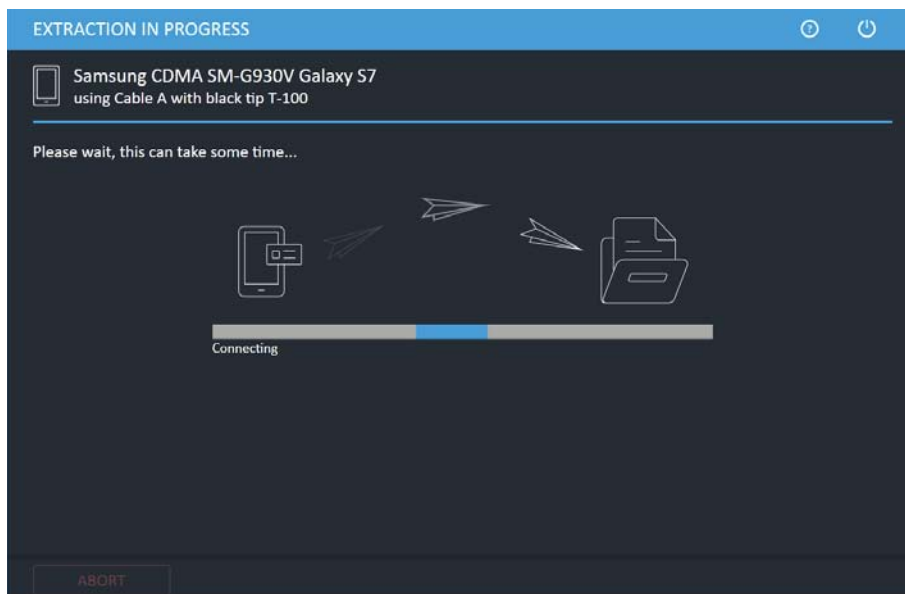 EXTRACTION IN PROGRESS
Samsung CDMA SM-G930V Galaxy S7
using Cable A with black tip T-100
Please wait, this can take some time...
Connecting
ABORT